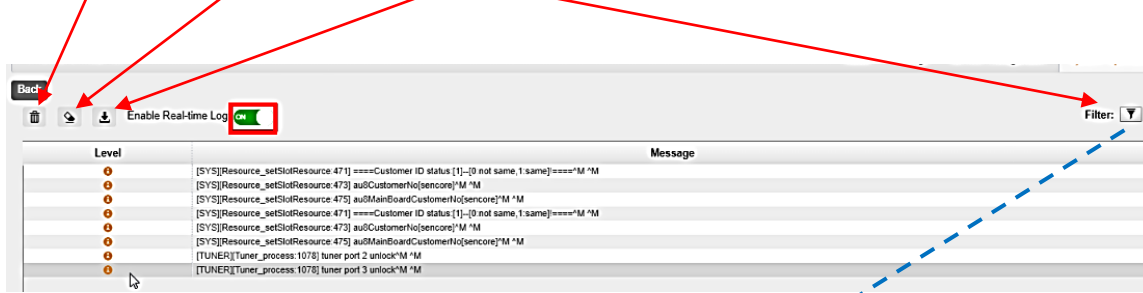 Back
Enable Real-time Log ON
Filter:
Level Message
[SYS][Resource_setSlotResource:471] ====Customer ID status:[1]--[0:not same,1:same]!====^M ^M
[SYS][Resource_setSlotResource:473] au8CustomerNo[sencore]^M ^M
[SYS][Resource_setSlotResource:475] au8MainBoardCustomerNo[sencore]^M ^M
[SYS][Resource_setSlotResource:471] ====Customer ID status:[1]--[0:not same,1:same]!====^M ^M
[SYS][Resource_setSlotResource:473] au8CustomerNo[sencore]^M ^M
[SYS][Resource_setSlotResource:475] au8MainBoardCustomerNo[sencore]^M ^M
[TUNER][Tuner_process:1078] tuner port 2 unlock^M ^M
[TUNER][Tuner_process:1078] tuner port 3 unlock^M ^M